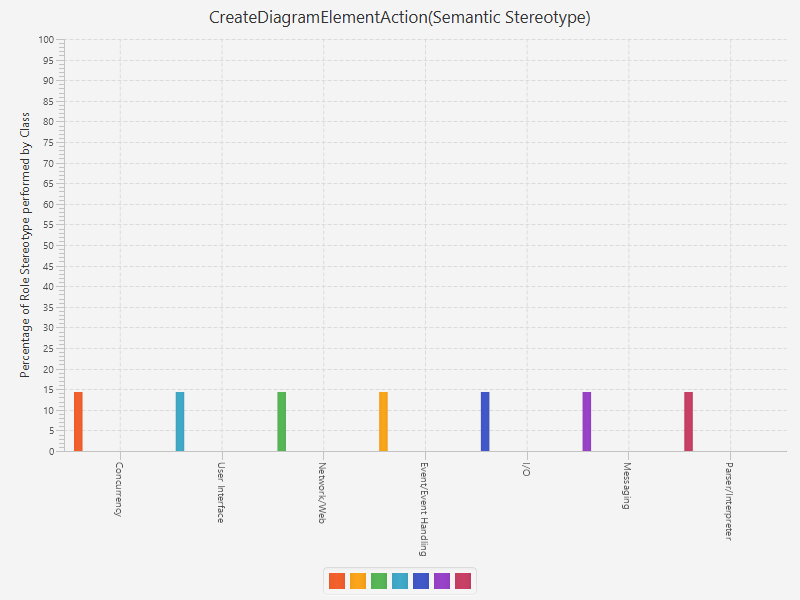 CreateDiagramElementAction(Semantic Stereotype)
Percentage of Role Stereotype performed by Class
100
95
90
85
80
75
70
65
60
55
50
45
40
35
30
25
20
15
10
5
0
Concurrency
User Interface
Network/Web
Event/Event Handling
I/O
Messaging
Parser/Interpreter